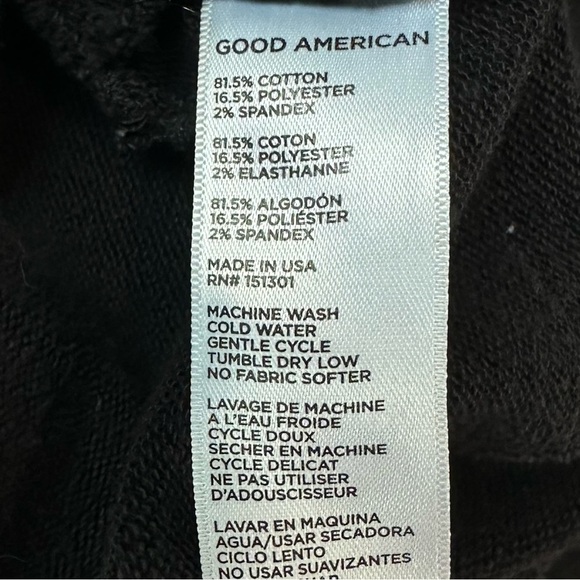 GOOD AMERICAN
81.5% COTTON
16.5% POLYESTER
2% SPANDEX
81.5% COTON
16.5% POLYESTER
2% ELASTHANNE
81.5% ALGODÓN
16.5% POLIÉSTER
2% SPANDEX
MADE IN USA
RN# 151301
MACHINE WASH
COLD WATER
GENTLE CYCLE
TUMBLE DRY LOW
NO FABRIC SOFTER
LAVAGE DE MACHINE
A L'EAU FROIDE
CYCLE DOUX
SECHER EN MACHINE
CYCLE DELICAT
NE PAS UTILISER
D'ADOUSCISSEUR
LAVAR EN MAQUINA
AGUA/USAR SECADORA
CICLO LENTO
NO USAR SUAVIZANTES